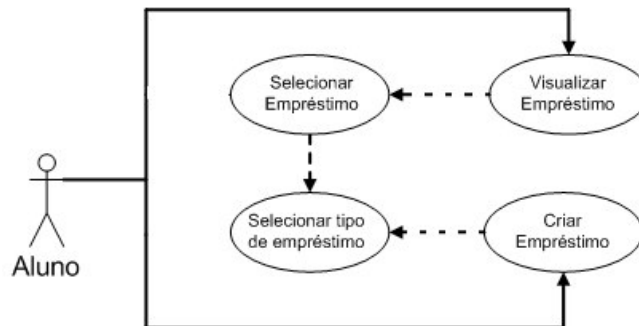 Selecionar
Empréstimo
Visualizar
Empréstimo
Selecionar tipo
de empréstimo
Criar
Empréstimo
Aluno